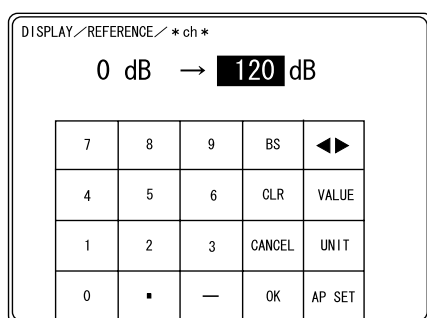 DISPLAY／REFERENCE／＊ch＊
0 dB → 120 dB
7 8 9 BS ◀▶
4 5 6 CLR VALUE
1 2 3 CANCEL UNIT
0 ▪ — OK AP SET